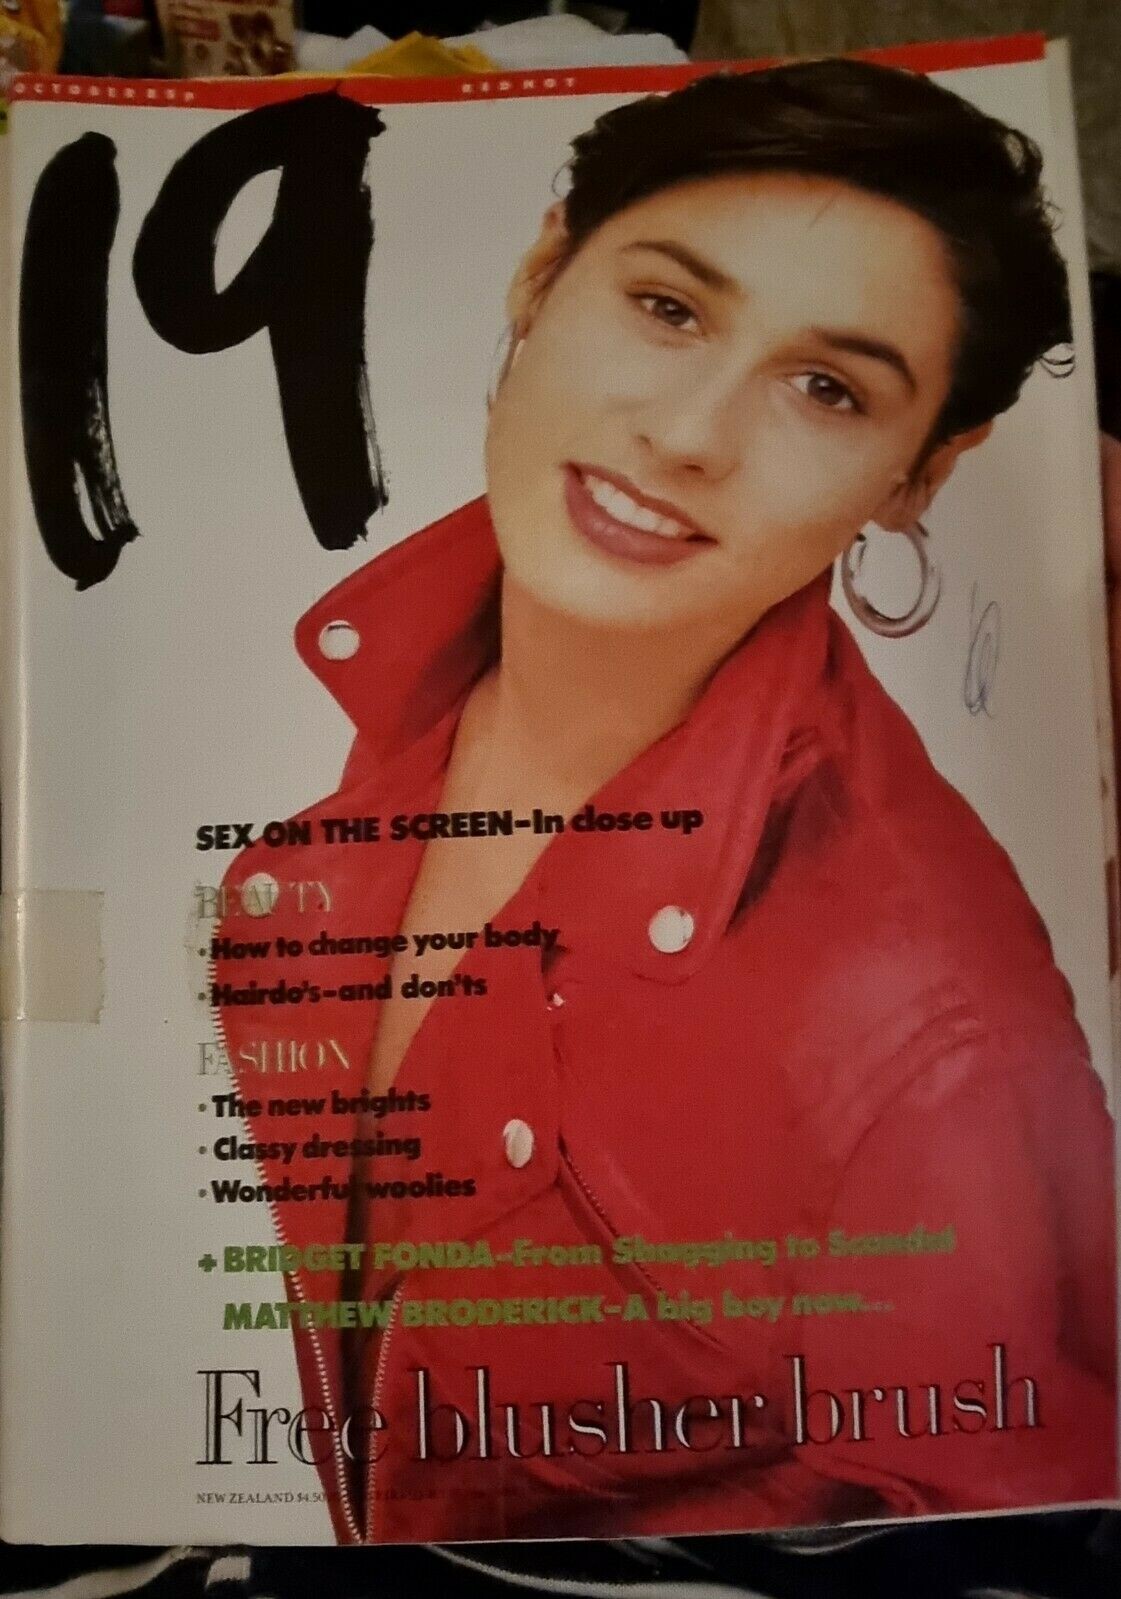 OCTOBER 85P RED HOT
19
SEX ON THE SCREEN-In close up
BEAUTY
· How to change your body
· Hairdo's-and don'ts
FASHION
· The new brights
· Classy dressing
· Wonderful woolies
+ BRIDGET FONDA-From Shagging to Scandal
MATTHEW BRODERICK-A big boy now...
Free blusher brush
NEW ZEALAND $4.50